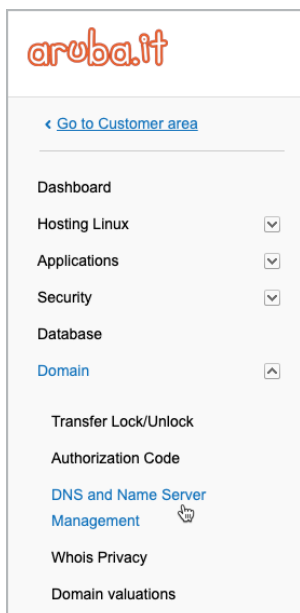 aruba.it
Go to Customer area
Dashboard
Hosting Linux
Applications
Security
Database
Domain
Transfer Lock/Unlock
Authorization Code
DNS and Name Server
Management
Whois Privacy
Domain valuations